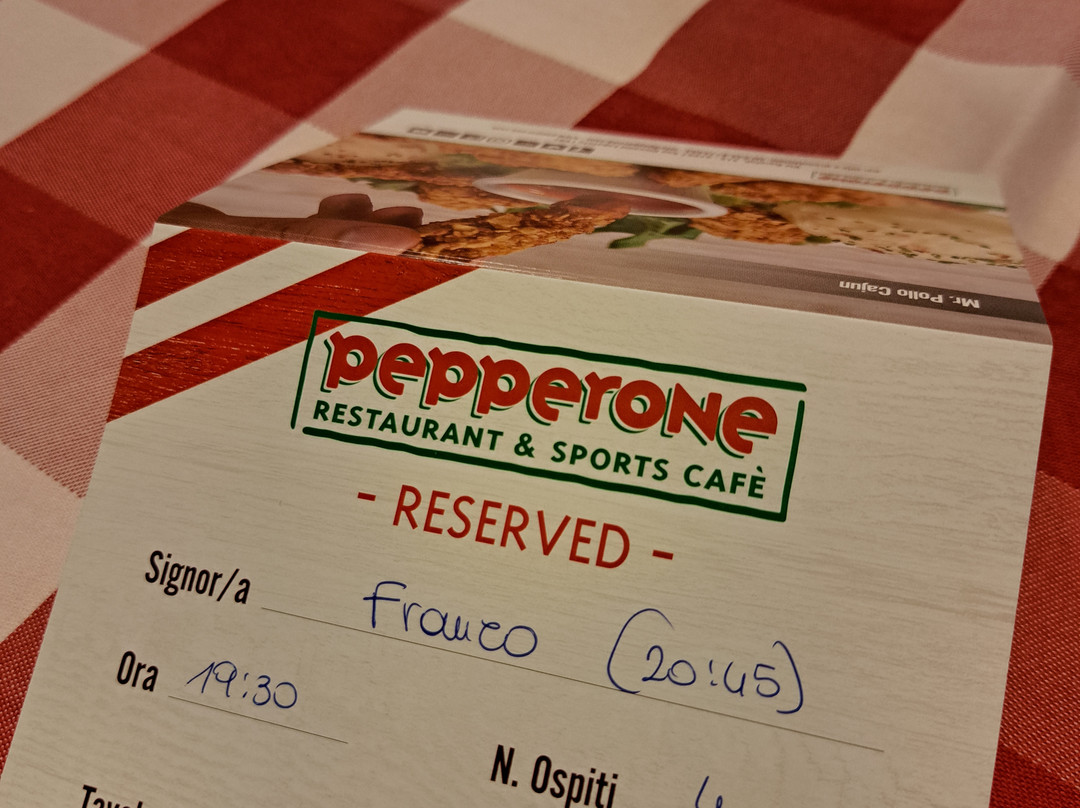 Mr. Pollo Cajun
pepperone
RESTAURANT & SPORTS CAFÈ
- RESERVED -
Signor/a Franco (20:45)
Ora 19:30
N. Ospiti